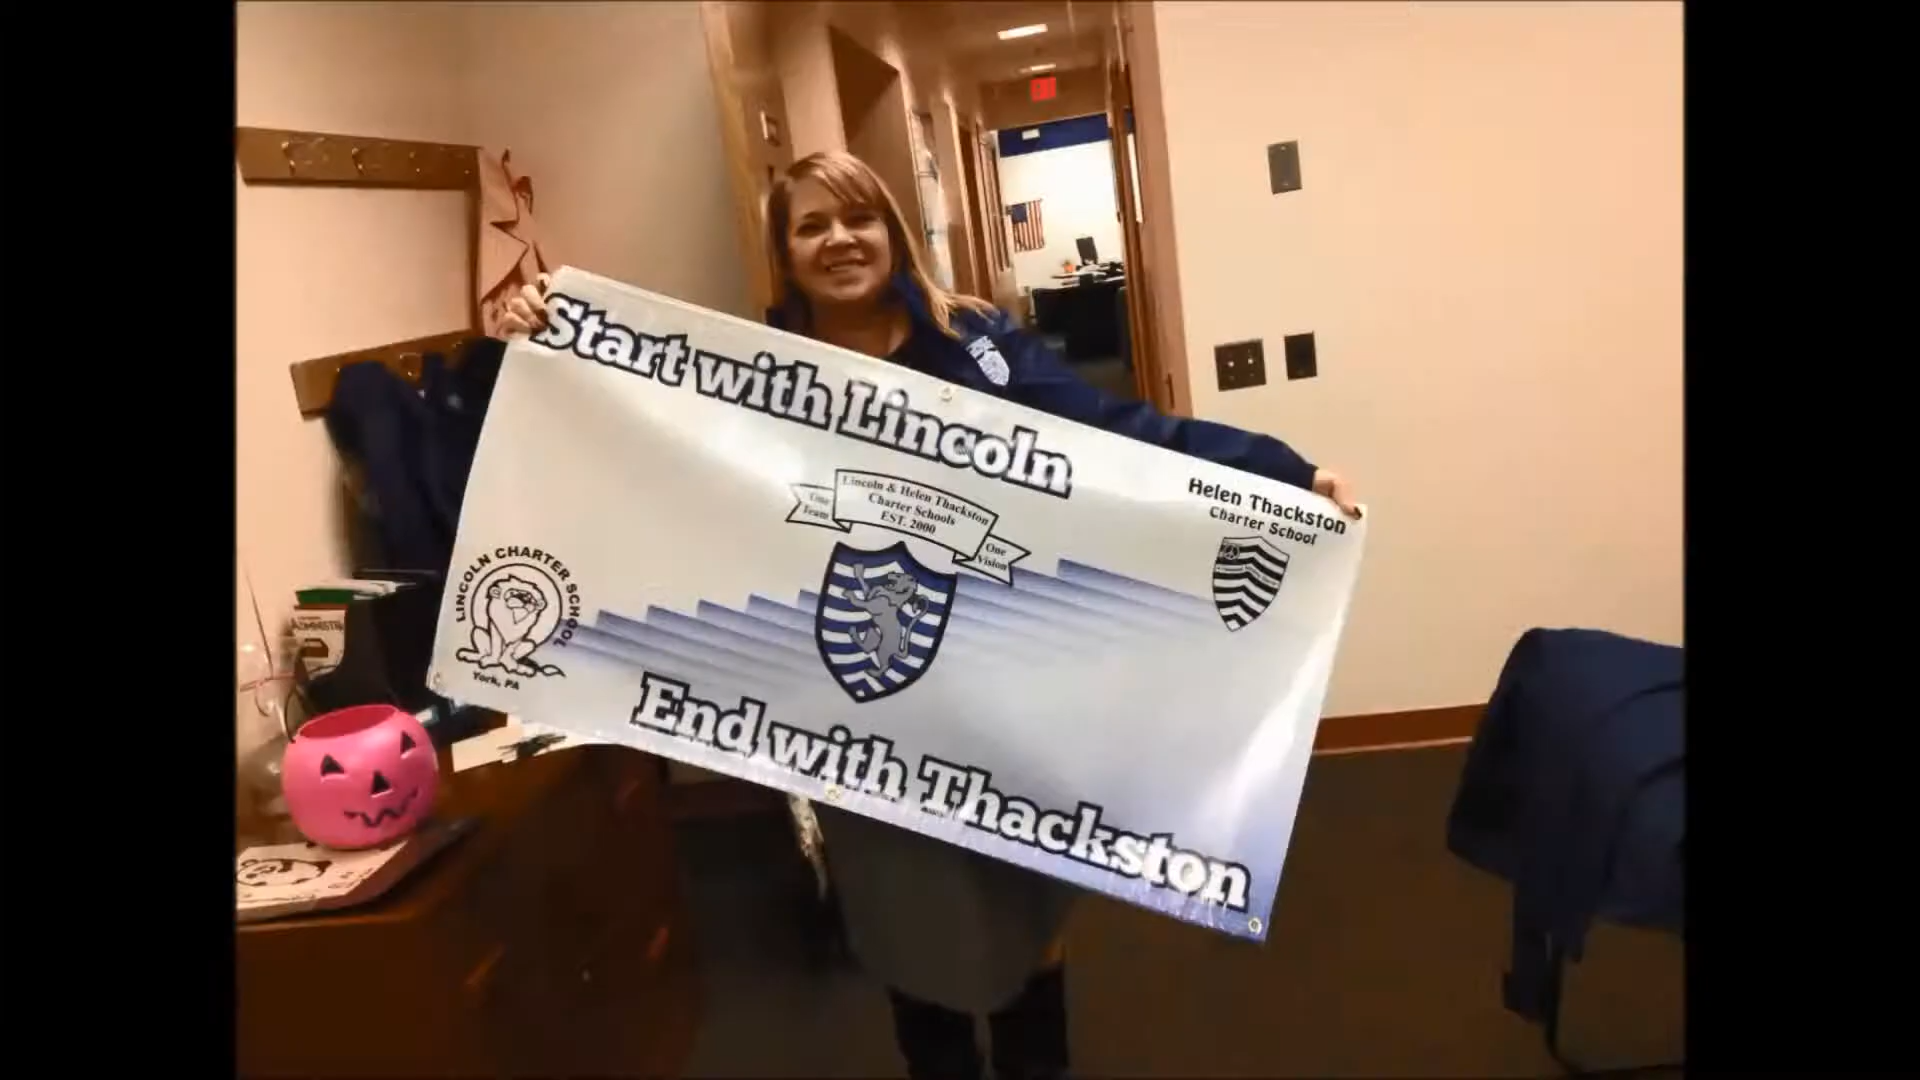 Start with Lincoln
Lincoln & Helen Thackston
Charter Schools
EST. 2000
One
Team
One
Vision
Helen Thackston
Charter School
LINCOLN CHARTER SCHOOL
York, PA
End with Thackston